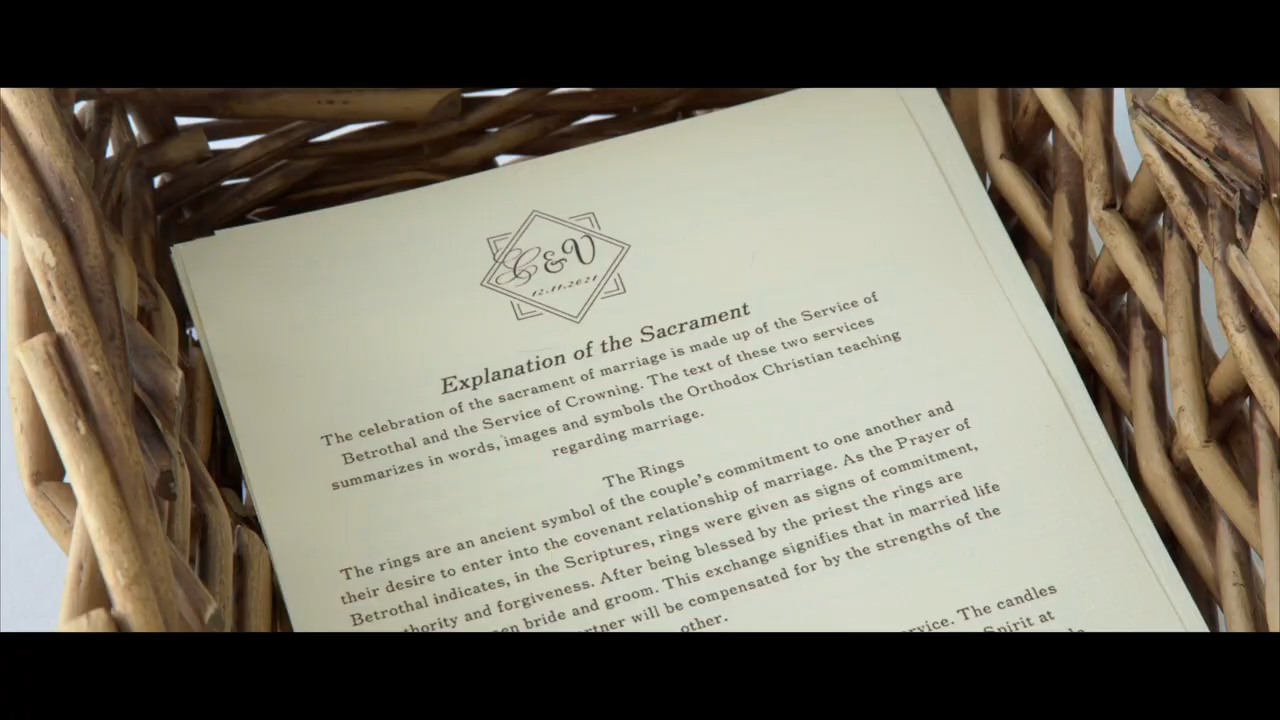 G & V
12.11.2021
Explanation of the Sacrament
The celebration of the sacrament of marriage is made up of the Service of
Betrothal and the Service of Crowning. The text of these two services
summarizes in words, images and symbols the Orthodox Christian teaching
regarding marriage.
The Rings
The rings are an ancient symbol of the couple's commitment to one another and
their desire to enter into the covenant relationship of marriage. As the Prayer of
Betrothal indicates, in the Scriptures, rings were given as signs of commitment,
and forgiveness. After being blessed by the priest the rings are
bride and groom. This exchange signifies that in married life
will be compensated for by the strengths of the
other.
The candles
Spirit at